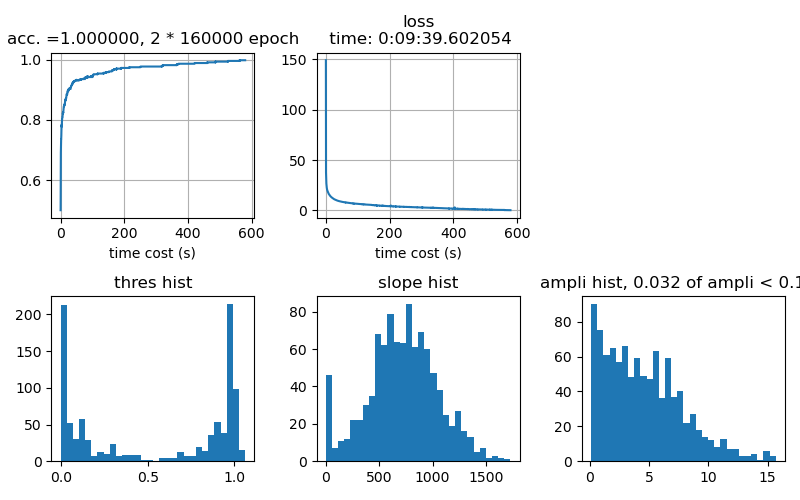 acc. =1.000000, 2 * 160000 epoch
loss
time: 0:09:39.602054
1.0
0.8
0.6
0 200 400 600
time cost (s)
150
100
50
0
0 200 400 600
time cost (s)
thres hist
slope hist
ampli hist, 0.032 of ampli < 0.1
200
150
100
50
0
0.0 0.5 1.0
80
60
40
20
0
0 500 1000 1500
80
60
40
20
0
0 5 10 15